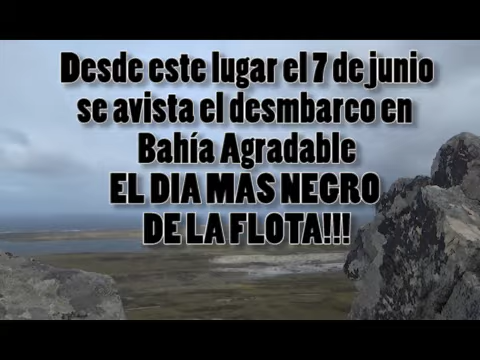 Desde este lugar el 7 de junio
se avista el desmbarco en
Bahía Agradable
EL DIA MAS NEGRO
DE LA FLOTA!!!